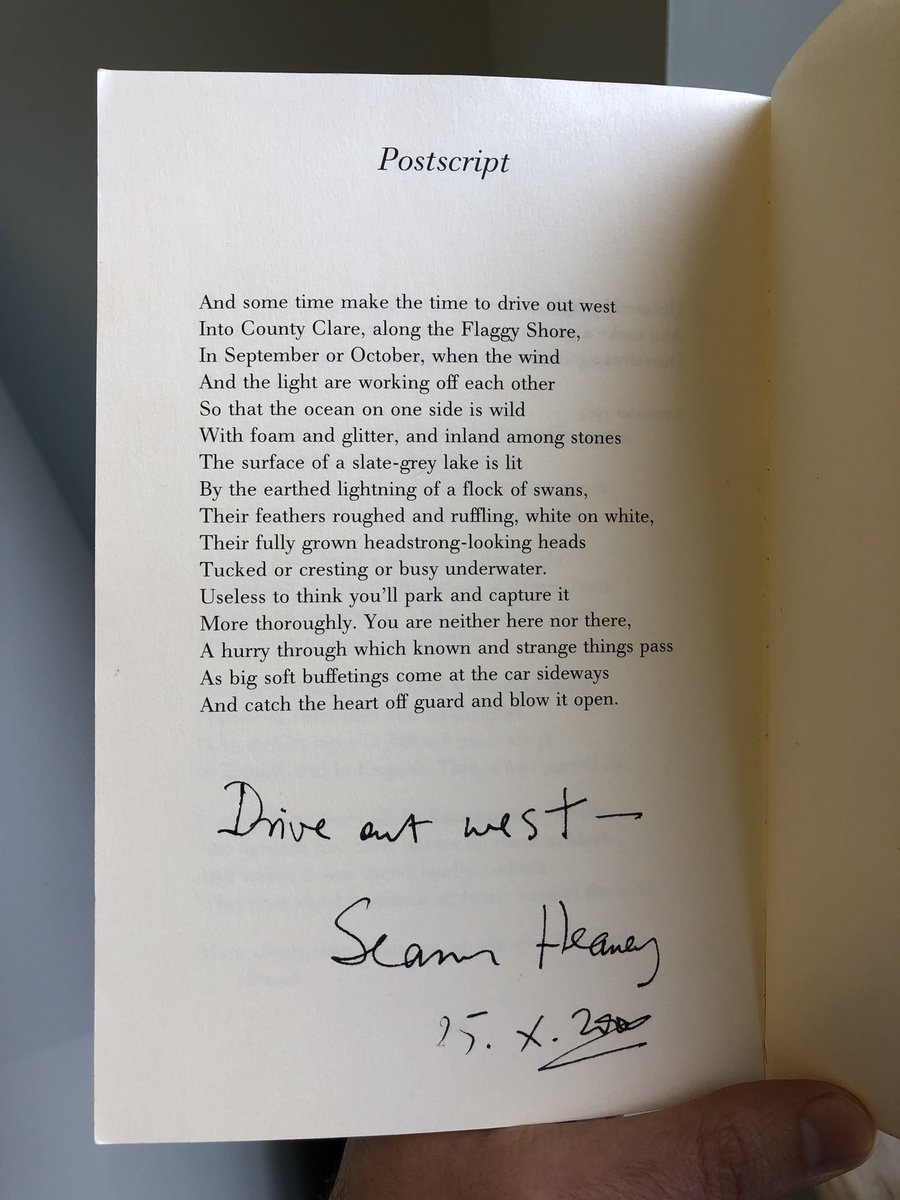 Postscript
And some time make the time to drive out west
Into County Clare, along the Flaggy Shore,
In September or October, when the wind
And the light are working off each other
So that the ocean on one side is wild
With foam and glitter, and inland among stones
The surface of a slate-grey lake is lit
By the earthed lightning of a flock of swans,
Their feathers roughed and ruffling, white on white,
Their fully grown headstrong-looking heads
Tucked or cresting or busy underwater.
Useless to think you'll park and capture it
More thoroughly. You are neither here nor there,
A hurry through which known and strange things pass
As big soft buffetings come at the car sideways
And catch the heart off guard and blow it open.
Drive out west —
Seamus Heaney
25. X. 2000